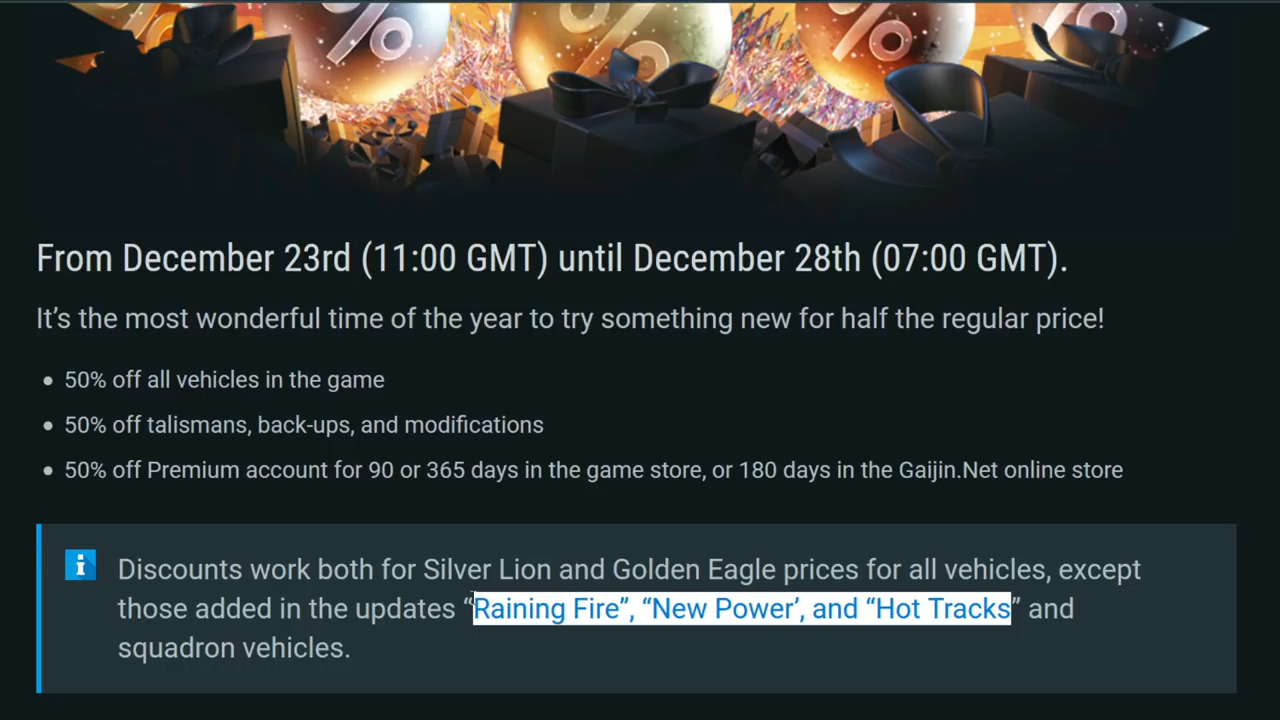 % % % %
From December 23rd (11:00 GMT) until December 28th (07:00 GMT).
It’s the most wonderful time of the year to try something new for half the regular price!
• 50% off all vehicles in the game
• 50% off talismans, back-ups, and modifications
• 50% off Premium account for 90 or 365 days in the game store, or 180 days in the Gaijin.Net online store
i Discounts work both for Silver Lion and Golden Eagle prices for all vehicles, except
those added in the updates “Raining Fire”, “New Power’, and “Hot Tracks” and
squadron vehicles.